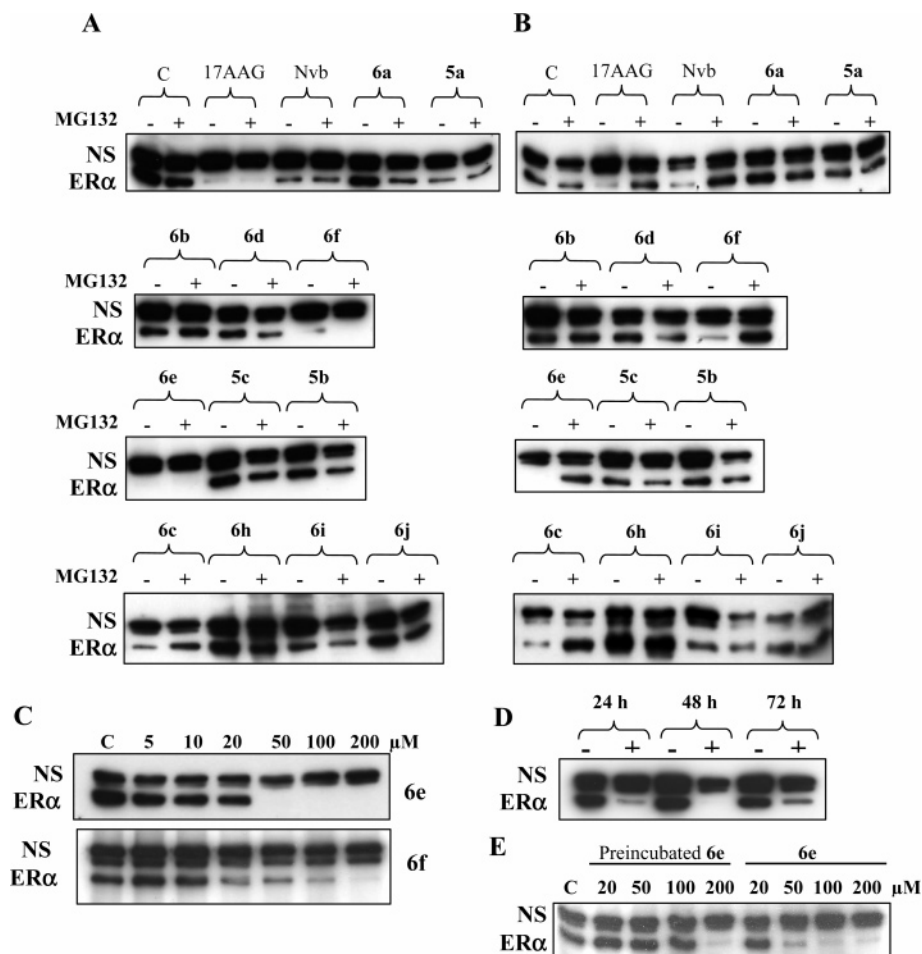 A
C 17AAG Nvb 6a 5a
MG132 - + - + - + - + - +
NS
ERα
6b 6d 6f
MG132 - + - + - +
NS
ERα
6e 5c 5b
MG132 - + - + - +
NS
ERα
6c 6h 6i 6j
MG132 - + - + - + - +
NS
ERα
B
C 17AAG Nvb 6a 5a
- + - + - + - + - +
6b 6d 6f
- + - + - +
6e 5c 5b
- + - + - +
6c 6h 6i 6j
- + - + - + - +
C
C 5 10 20 50 100 200 µM
NS
ERα
6e
NS
ERα
6f
D
24 h 48 h 72 h
- + - + - +
NS
ERα
E
Preincubated 6e 6e
C 20 50 100 200 20 50 100 200 µM
NS
ERα